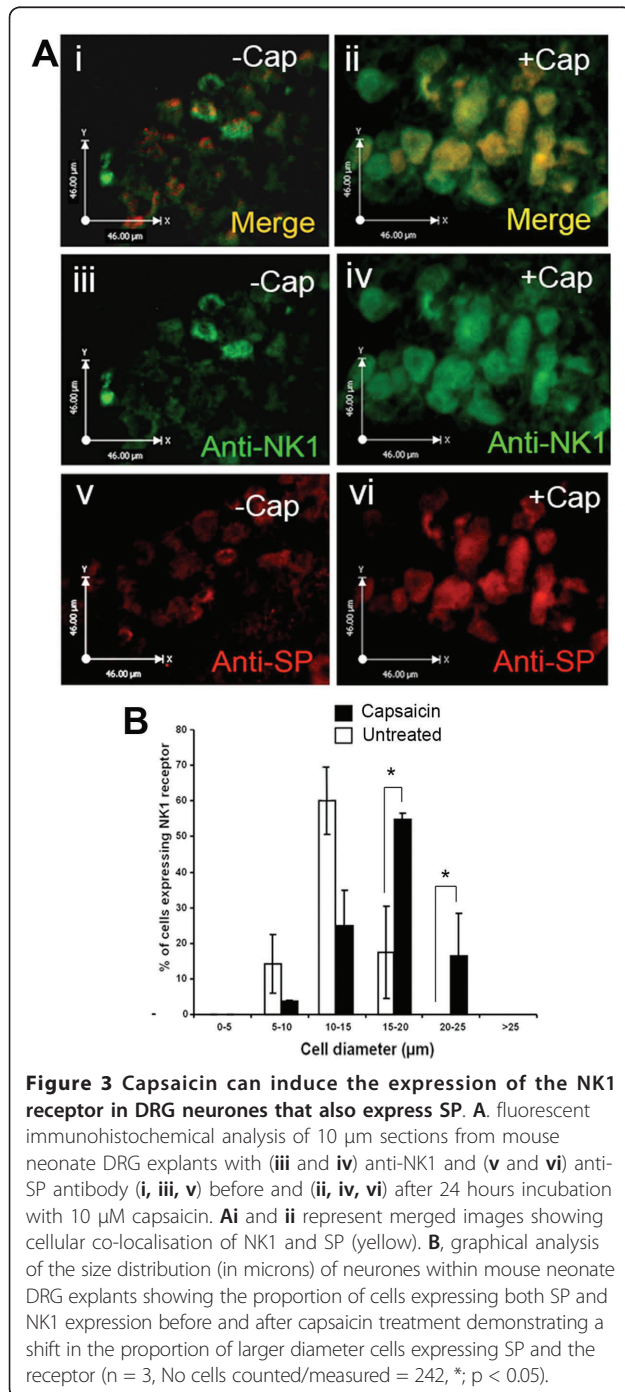 A
i
-Cap
Y
46.00 µm
46.00 µm
X
Merge
ii
+Cap
Y
46.00 µm
46.00 µm
X
Merge
iii
-Cap
Y
46.00 µm
46.00 µm
X
Anti-NK1
iv
+Cap
Y
46.00 µm
46.00 µm
X
Anti-NK1
v
-Cap
Y
46.00 µm
46.00 µm
X
Anti-SP
vi
+Cap
Y
46.00 µm
46.00 µm
X
Anti-SP
B
Capsaicin
Untreated
% of cells expressing NK1 receptor
80
70
60
50
40
30
20
10
0
-
*
*
0-5 5-10 10-15 15-20 20-25 >25
Cell diameter (µm)
Figure 3 Capsaicin can induce the expression of the NK1
receptor in DRG neurones that also express SP. A. fluorescent
immunohistochemical analysis of 10 µm sections from mouse
neonate DRG explants with (iii and iv) anti-NK1 and (v and vi) anti-
SP antibody (i, iii, v) before and (ii, iv, vi) after 24 hours incubation
with 10 µM capsaicin. Ai and ii represent merged images showing
cellular co-localisation of NK1 and SP (yellow). B, graphical analysis
of the size distribution (in microns) of neurones within mouse neonate
DRG explants showing the proportion of cells expressing both SP and
NK1 expression before and after capsaicin treatment demonstrating a
shift in the proportion of larger diameter cells expressing SP and the
receptor (n = 3, No cells counted/measured = 242, *; p < 0.05).